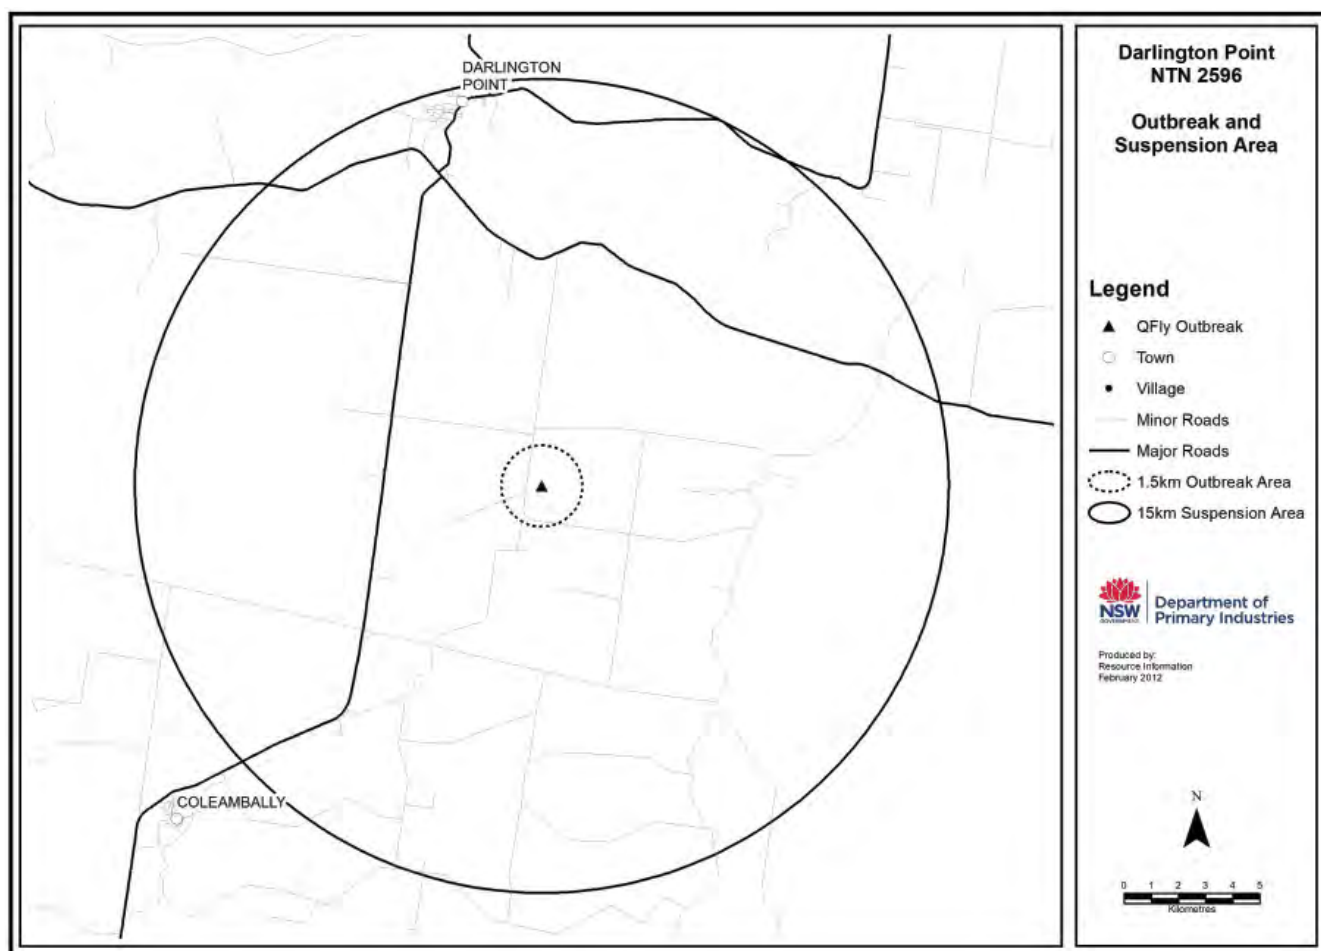 DARLINGTON
POINT
COLEAMBALLY
Darlington Point
NTN 2596
Outbreak and
Suspension Area
Legend
QFly Outbreak
Town
Village
Minor Roads
Major Roads
1.5km Outbreak Area
15km Suspension Area
NSW
GOVERNMENT
Department of
Primary Industries
Produced by:
Resource Information
February 2012
N
0 1 2 3 4 5
Kilometres